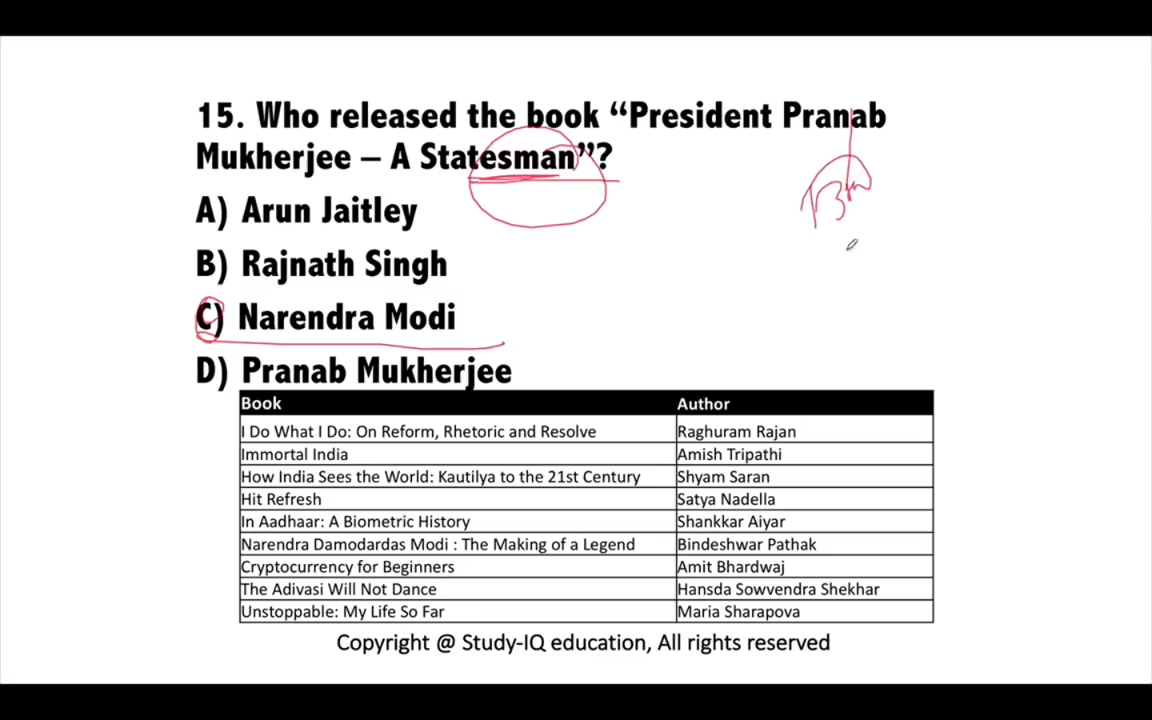 15. Who released the book “President Pranab
Mukherjee – A Statesman”?
A) Arun Jaitley
B) Rajnath Singh
C) Narendra Modi
D) Pranab Mukherjee
Book Author
I Do What I Do: On Reform, Rhetoric and Resolve Raghuram Rajan
Immortal India Amish Tripathi
How India Sees the World: Kautilya to the 21st Century Shyam Saran
Hit Refresh Satya Nadella
In Aadhaar: A Biometric History Shankkar Aiyar
Narendra Damodardas Modi : The Making of a Legend Bindeshwar Pathak
Cryptocurrency for Beginners Amit Bhardwaj
The Adivasi Will Not Dance Hansda Sowvendra Shekhar
Unstoppable: My Life So Far Maria Sharapova
Copyright @ Study-IQ education, All rights reserved